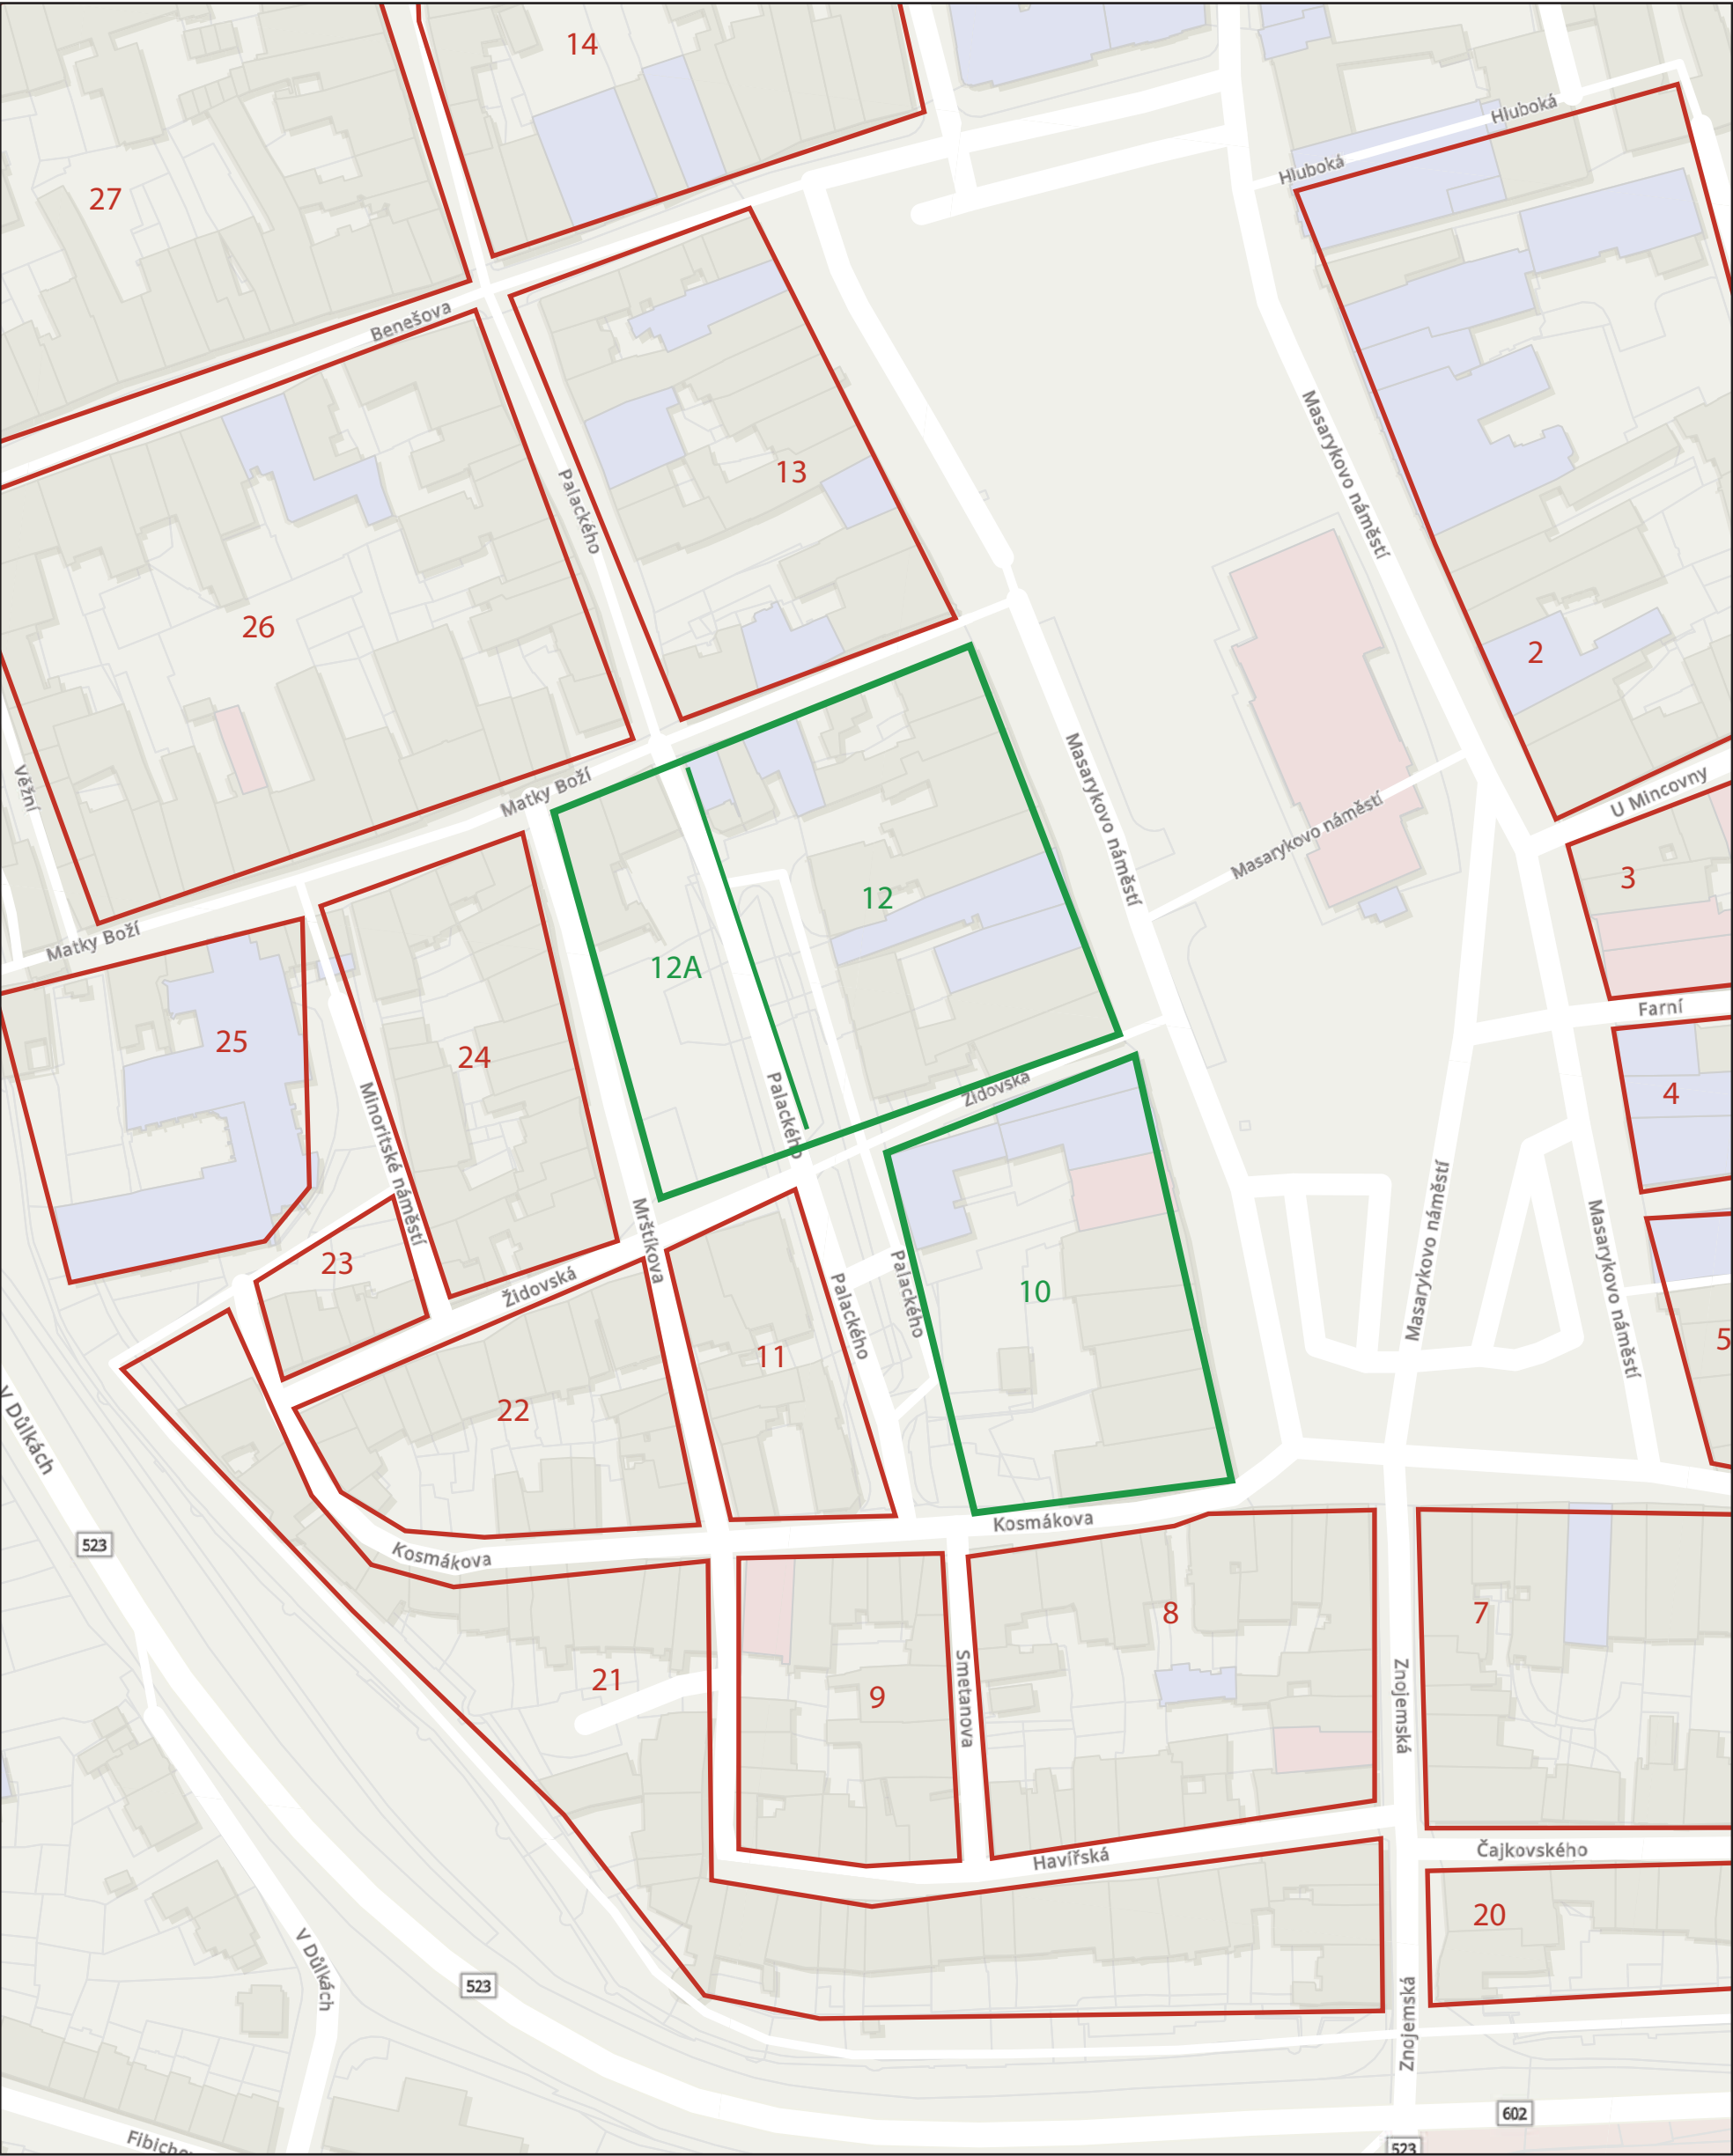 14
Hluboká
Hluboká
27
Benešova
Palackého
13
Masarykovo náměstí
26
2
Věžní
Matky Boží
Masarykovo náměstí
U Mincovny
Masarykovo náměstí
3
12
Matky Boží
12A
Farní
25
24
Židovská
4
Minoritské náměstí
Palackého
Masarykovo náměstí
Masarykovo náměstí
23
Židovská
Mrštíkova
10
Palackého
Palackého
5
11
22
V Důlkách
Kosmákova
523
Kosmákova
8
7
21
9
Smetanova
Znojemská
Havířská
Čajkovského
20
V Důlkách
523
Znojemská
602
523